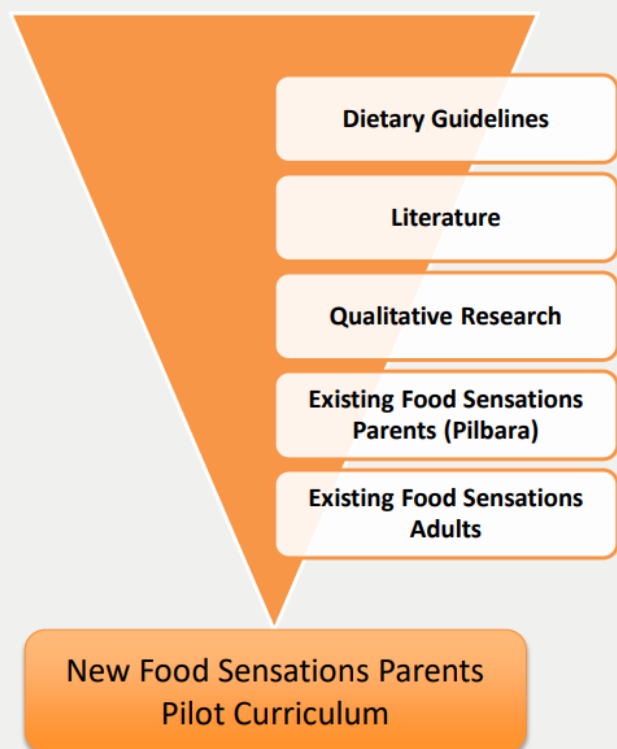 Dietary Guidelines
Literature
Qualitative Research
Existing Food Sensations
Parents (Pilbara)
Existing Food Sensations
Adults
New Food Sensations Parents
Pilot Curriculum